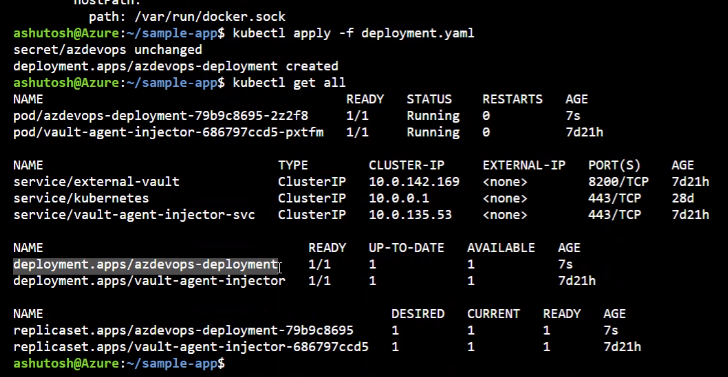 hostPath:
path: /var/run/docker.sock
ashutosh@Azure:~/sample-app$ kubectl apply -f deployment.yaml
secret/azdevops unchanged
deployment.apps/azdevops-deployment created
ashutosh@Azure:~/sample-app$ kubectl get all
NAME READY STATUS RESTARTS AGE
pod/azdevops-deployment-79b9c8695-2z2f8 1/1 Running 0 7s
pod/vault-agent-injector-686797ccd5-pxtfm 1/1 Running 0 7d21h
NAME TYPE CLUSTER-IP EXTERNAL-IP PORT(S) AGE
service/external-vault ClusterIP 10.0.142.169 <none> 8200/TCP 7d21h
service/kubernetes ClusterIP 10.0.0.1 <none> 443/TCP 28d
service/vault-agent-injector-svc ClusterIP 10.0.135.53 <none> 443/TCP 7d21h
NAME READY UP-TO-DATE AVAILABLE AGE
deployment.apps/azdevops-deployment 1/1 1 1 7s
deployment.apps/vault-agent-injector 1/1 1 1 7d21h
NAME DESIRED CURRENT READY AGE
replicaset.apps/azdevops-deployment-79b9c8695 1 1 1 7s
replicaset.apps/vault-agent-injector-686797ccd5 1 1 1 7d21h
ashutosh@Azure:~/sample-app$